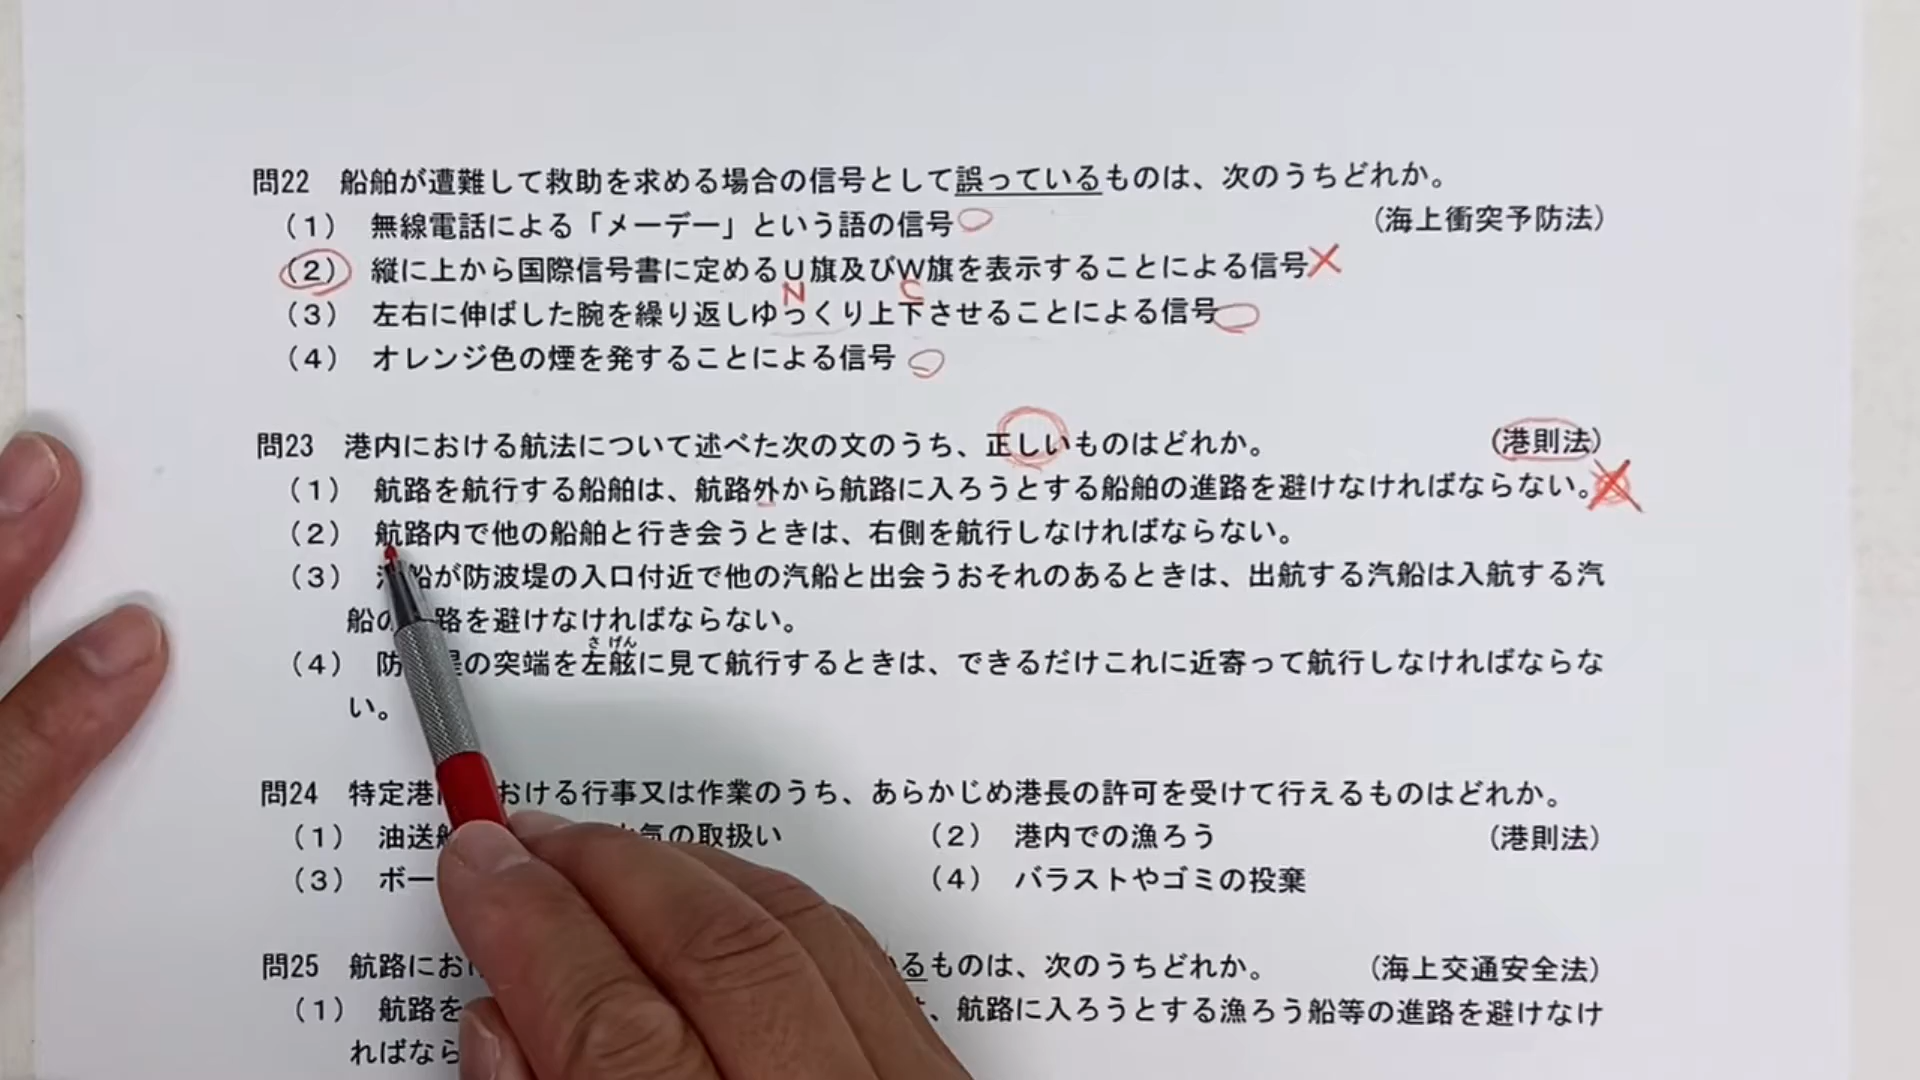 問22 船舶が遭難して救助を求める場合の信号として誤っているものは、次のうちどれか。
(1) 無線電話による「メーデー」という語の信号 (海上衝突予防法)
(2) 縦に上から国際信号書に定めるU旗及びW旗を表示することによる信号
N C
(3) 左右に伸ばした腕を繰り返しゆっくり上下させることによる信号
(4) オレンジ色の煙を発することによる信号
問23 港内における航法について述べた次の文のうち、正しいものはどれか。 (港則法)
(1) 航路を航行する船舶は、航路外から航路に入ろうとする船舶の進路を避けなければならない。
(2) 航路内で他の船舶と行き会うときは、右側を航行しなければならない。
(3) 船が防波堤の入口付近で他の汽船と出会うおそれのあるときは、出航する汽船は入航する汽
船の 路を避けなければならない。
さ げん
(4) 防 の突端を左舷に見て航行するときは、できるだけこれに近寄って航行しなければならな
い。
問24 特定港 おける行事又は作業のうち、あらかじめ港長の許可を受けて行えるものはどれか。
(1) 油送 の取扱い (2) 港内での漁ろう (港則法)
(3) ボー (4) バラストやゴミの投棄
問25 航路にお るものは、次のうちどれか。 (海上交通安全法)
(1) 航路を 、航路に入ろうとする漁ろう船等の進路を避けなけ
ればなら